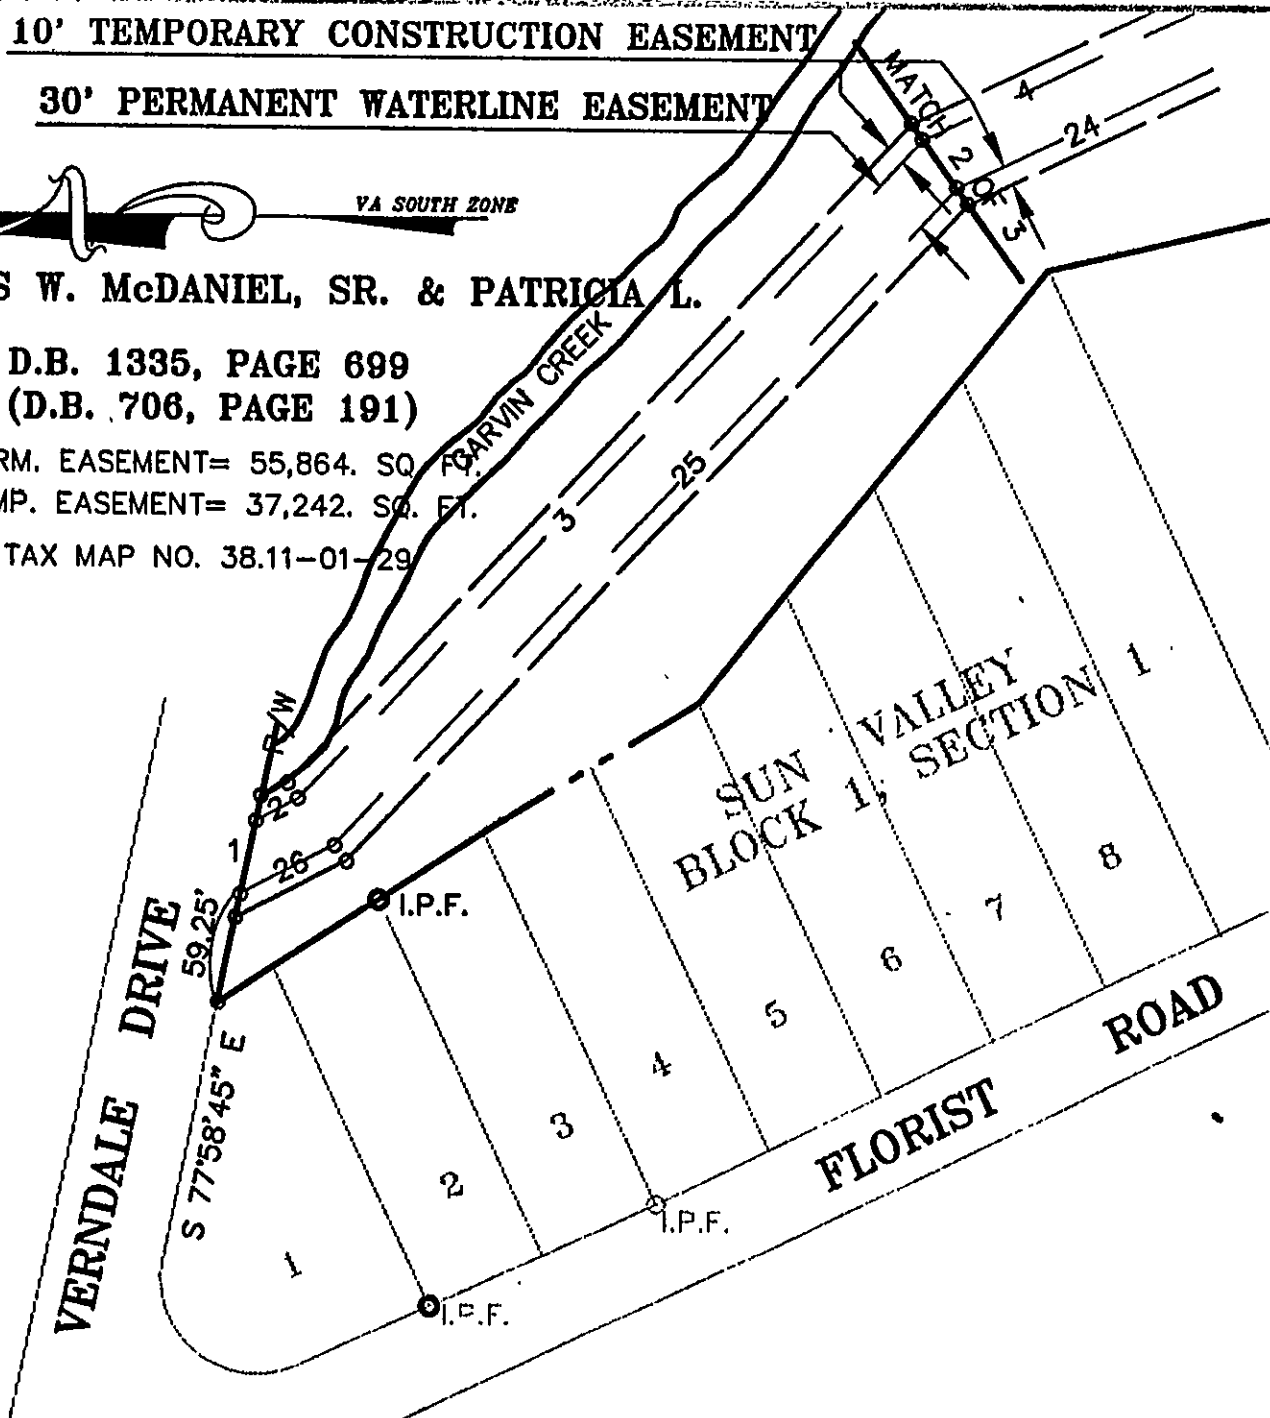 10' TEMPORARY CONSTRUCTION EASEMENT
30' PERMANENT WATERLINE EASEMENT
VA SOUTH ZONE
S W. McDANIEL, SR. & PATRICIA L.
D.B. 1335, PAGE 699
(D.B. 706, PAGE 191)
RM. EASEMENT= 55,864. SQ. FT.
MP. EASEMENT= 37,242. SQ. FT.
TAX MAP NO. 38.11-01-29
CARVIN CREEK
MATCH 2 OF 3
4
24
25
3
R/W
2
1
26
59.25'
I.P.F.
SUN VALLEY
BLOCK 1, SECTION 1
VERNDALE DRIVE
S 77°58'45" E
1
2
3
4
5
6
7
8
I.P.F.
I.P.F.
FLORIST ROAD